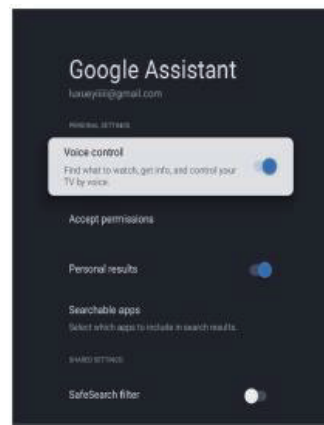 Google Assistant
PERSONAL SETTINGS
Voice control
Find what to watch, get info, and control your
TV by voice.
Accept permissions
Personal results
Searchable apps
Select which apps to include in search results.
SHARED SETTINGS
SafeSearch filter